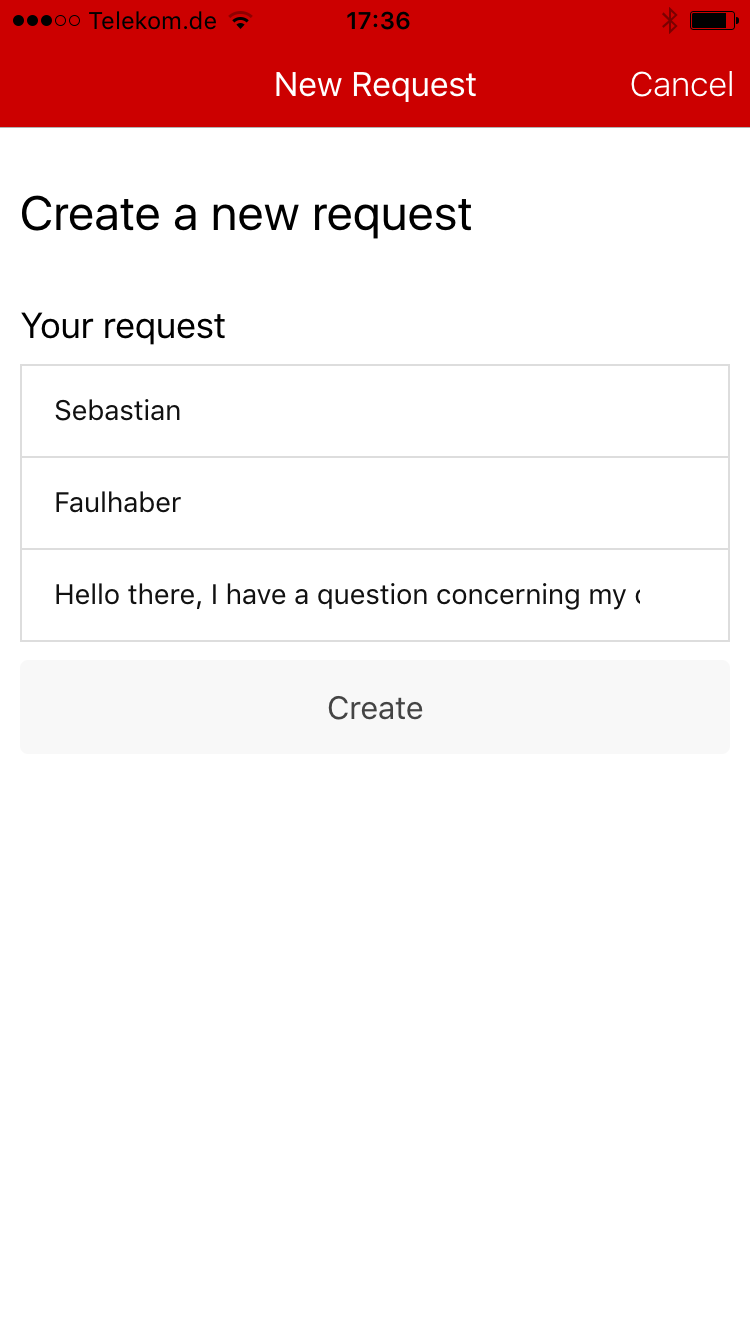 Telekom.de 17:36
New Request Cancel
Create a new request
Your request
Sebastian
Faulhaber
Hello there, I have a question concerning my
Create